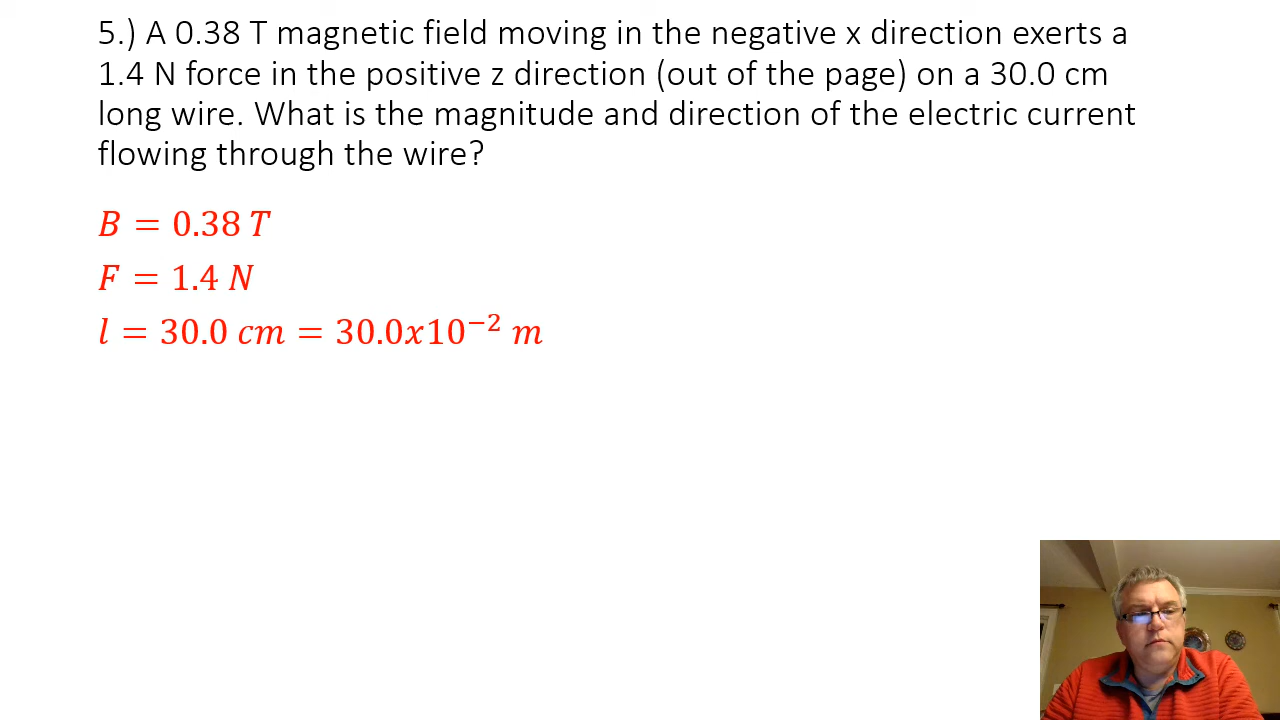 5.) A 0.38 T magnetic field moving in the negative x direction exerts a
1.4 N force in the positive z direction (out of the page) on a 30.0 cm
long wire. What is the magnitude and direction of the electric current
flowing through the wire?
B = 0.38 T
F = 1.4 N
l = 30.0 cm = 30.0x10⁻² m